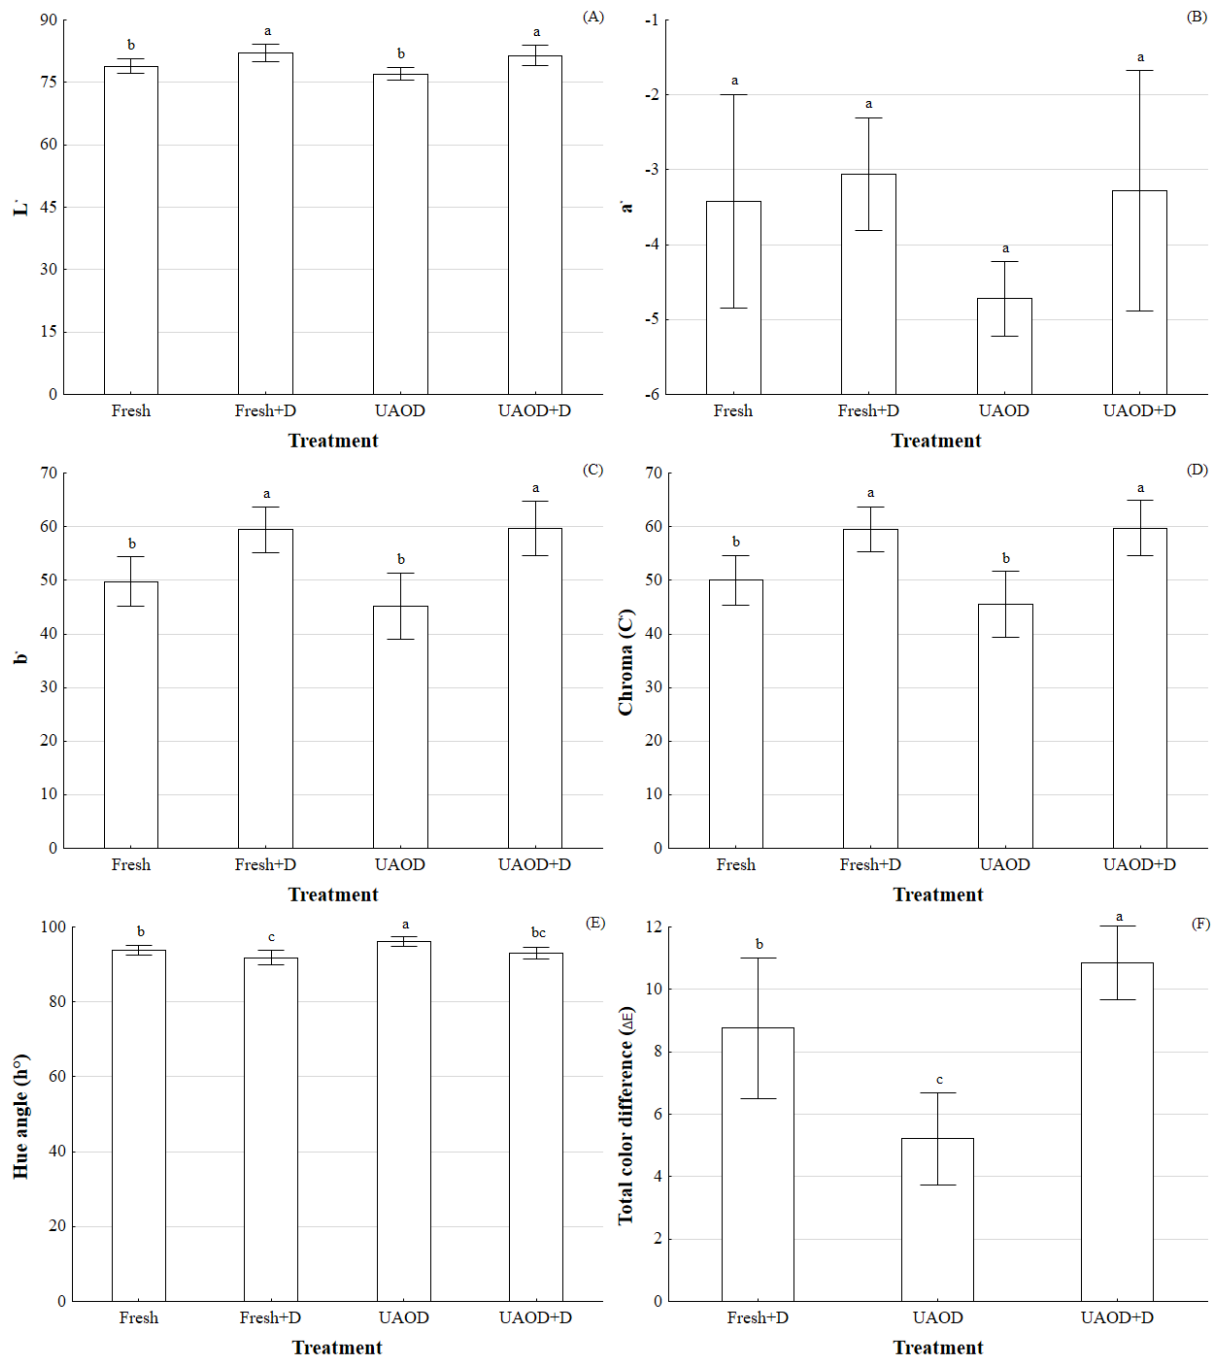 (A)
90
75
60
45
30
15
0
L*
b
a
b
a
Fresh Fresh+D UAOD UAOD+D
Treatment
(B)
-1
-2
-3
-4
-5
-6
a*
a
a
a
a
Fresh Fresh+D UAOD UAOD+D
Treatment
(C)
70
60
50
40
30
20
10
0
b*
b
a
b
a
Fresh Fresh+D UAOD UAOD+D
Treatment
(D)
70
60
50
40
30
20
10
0
Chroma (C)
b
a
b
a
Fresh Fresh+D UAOD UAOD+D
Treatment
(E)
100
80
60
40
20
0
Hue angle (h°)
b
c
a
bc
Fresh Fresh+D UAOD UAOD+D
Treatment
(F)
12
10
8
6
4
2
0
Total color difference (ΔE)
b
c
a
Fresh+D UAOD UAOD+D
Treatment